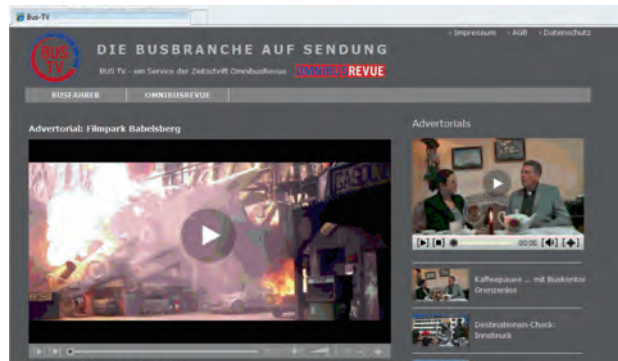 Bus-TV
› Impressum › AGB › Datenschutz
BUS
TV
DIE BUSBRANCHE AUF SENDUNG
BUS TV - ein Service der Zeitschrift OmnibusRevue OMNIBUSREVUE
BUSFAHRER OMNIBUSREVUE
Advertorial: Filmpark Babelsberg
Advertorials
GASOLINE
00:00
Kaffeepause ... mit Buskontor
Grenzenlos
Destinationen-Check:
Innsbruck